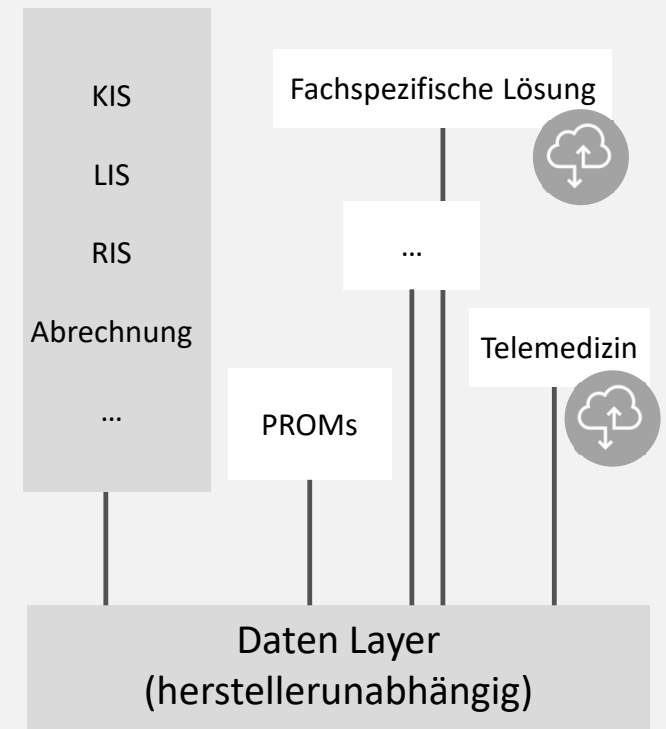 KIS
LIS
RIS
Abrechnung
...
Fachspezifische Lösung
...
Telemedizin
PROMs
Daten Layer
(herstellerunabhängig)